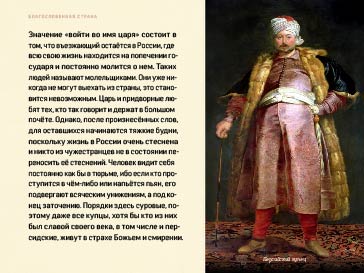 БЛАГОСЛОВЕННАЯ СТРАНА
Значение «войти во имя царя» состоит в
том, что въезжающий остаётся в России, где
всю свою жизнь находится на попечении го-
сударя и постоянно молится о нем. Таких
людей называют молельщиками. Они уже ни-
когда не могут выехать из страны, это стано-
вится невозможным. Царь и придворные лю-
бят тех, кто так говорит и держат в большом
почёте. Однако, после произнесённых слов,
для оставшихся начинаются тяжкие будни,
поскольку жизнь в России очень стеснена
и никто из чужестранцев не в состоянии пе-
реносить её стеснений. Человек видит себя
постоянно как бы в тюрьме, ибо если кто про-
ступится в чём-либо или напьётся пьян, его
подвергают всяческим унижениям, а под ко-
нец заточению. Порядки здесь суровые, по-
этому даже все купцы, хотя бы кто из них
был славой своего века, в том числе и пер-
сидские, живут в страхе Божьем и смирении.
Персидский купец